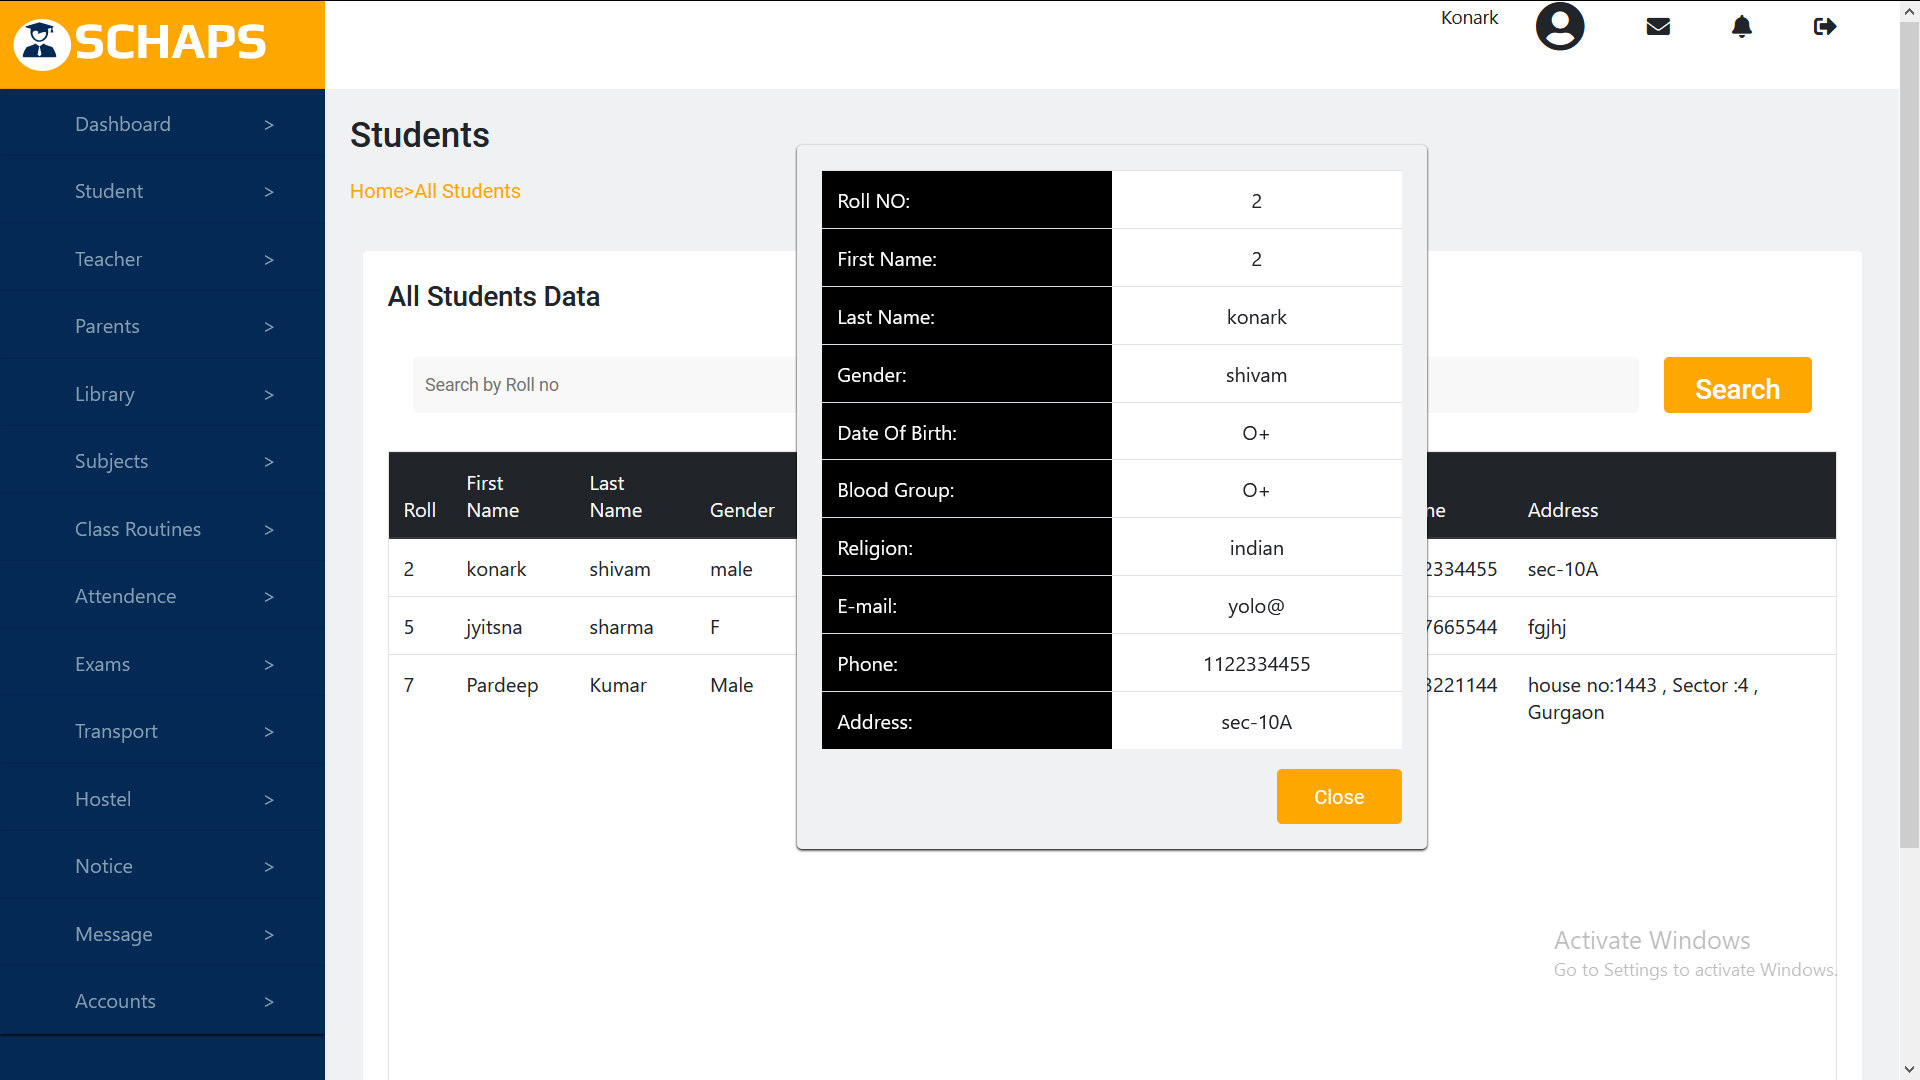 SCHAPS
Konark
Dashboard >
Student >
Teacher >
Parents >
Library >
Subjects >
Class Routines >
Attendence >
Exams >
Transport >
Hostel >
Notice >
Message >
Accounts >
Students
Home>All Students
All Students Data
Search by Roll no
Search
Roll First Name Last Name Gender ne Address
2 konark shivam male 2334455 sec-10A
5 jyitsna sharma F 7665544 fgjhj
7 Pardeep Kumar Male 3221144 house no:1443 , Sector :4 ,
Gurgaon
Roll NO: 2
First Name: 2
Last Name: konark
Gender: shivam
Date Of Birth: O+
Blood Group: O+
Religion: indian
E-mail: yolo@
Phone: 1122334455
Address: sec-10A
Close
Activate Windows
Go to Settings to activate Windows.